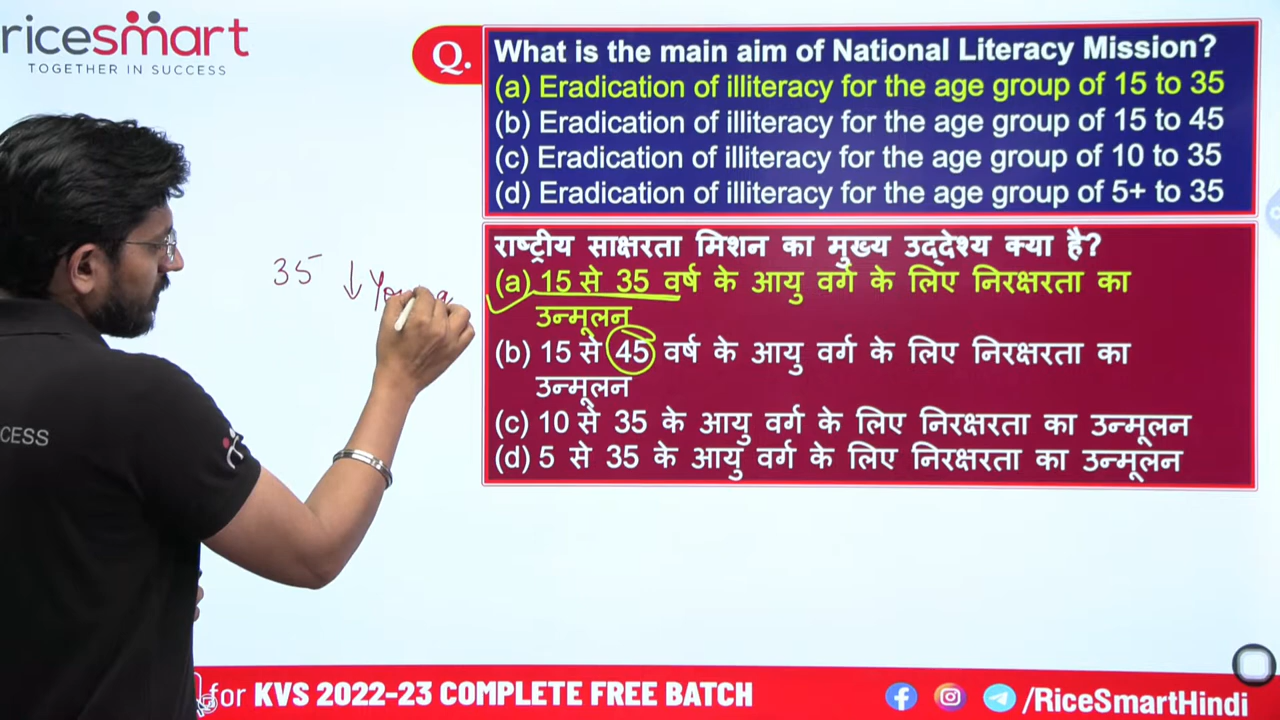 ricesmart
TOGETHER IN SUCCESS
Q.
What is the main aim of National Literacy Mission?
(a) Eradication of illiteracy for the age group of 15 to 35
(b) Eradication of illiteracy for the age group of 15 to 45
(c) Eradication of illiteracy for the age group of 10 to 35
(d) Eradication of illiteracy for the age group of 5+ to 35
राष्ट्रीय साक्षरता मिशन का मुख्य उद्देश्य क्या है?
(a) 15 से 35 वर्ष के आयु वर्ग के लिए निरक्षरता का
उन्मूलन
(b) 15 से 45 वर्ष के आयु वर्ग के लिए निरक्षरता का
उन्मूलन
(c) 10 से 35 के आयु वर्ग के लिए निरक्षरता का उन्मूलन
(d) 5 से 35 के आयु वर्ग के लिए निरक्षरता का उन्मूलन
35 ↓
CESS
for KVS 2022-23 COMPLETE FREE BATCH
/RiceSmartHindi